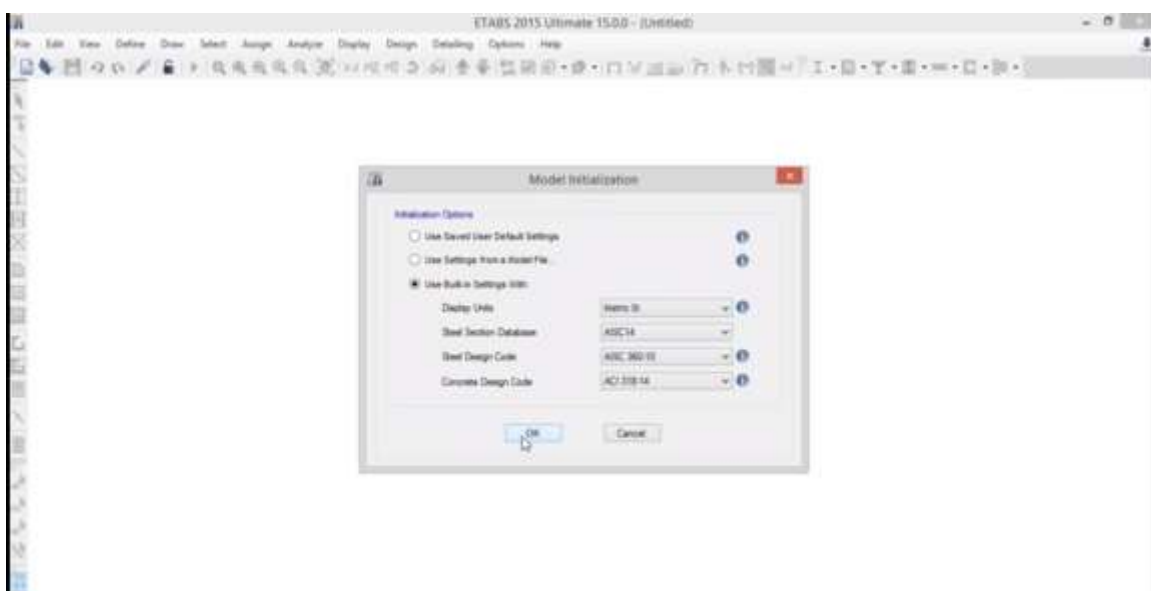 ETABS 2015 Ultimate 15.0.0 - (Untitled)
File Edit View Define Draw Select Assign Analyze Display Design Detailing Options Help
Model Initialization
Initialization Options
Use Saved User Default Settings
Use Settings from a Model File...
Use Built-in Settings With:
Display Units Metric SI
Steel Section Database AISC14
Steel Design Code AISC 360-10
Concrete Design Code ACI 318-14
OK Cancel